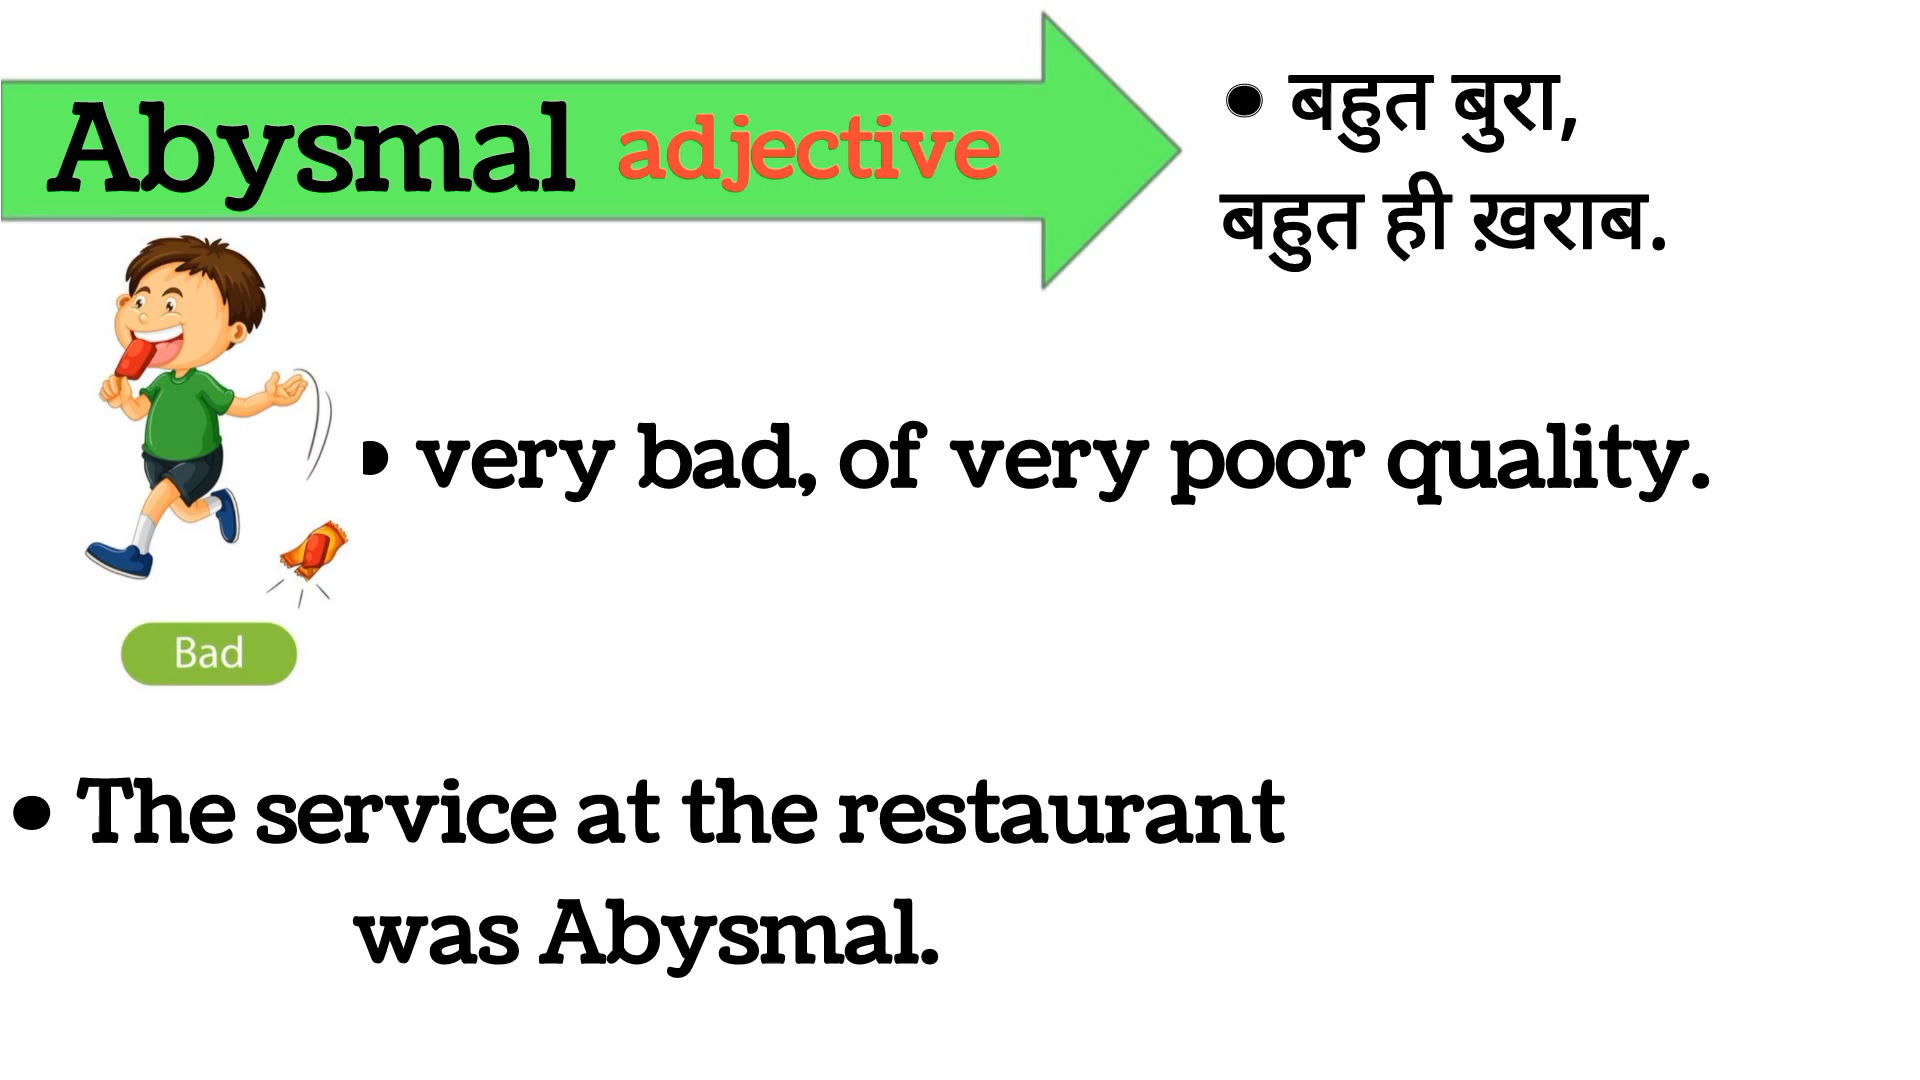 Abysmal adjective
• बहुत बुरा,
बहुत ही ख़राब.
• very bad, of very poor quality.
Bad
• The service at the restaurant
was Abysmal.